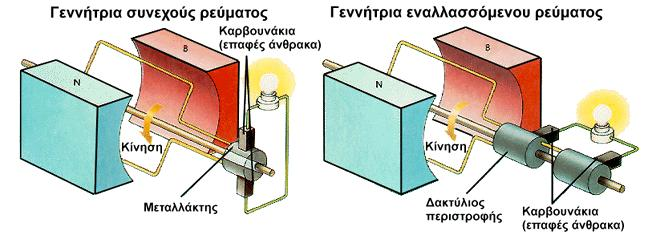 Γεννήτρια συνεχούς ρεύματος
Καρβουνάκια
(επαφές άνθρακα)
Β
Ν
Κίνηση
Μεταλλάκτης
Γεννήτρια εναλλασσόμενου ρεύματος
Β
Ν
Κίνηση
Δακτύλιος
περιστροφής
Καρβουνάκια
(επαφές άνθρακα)